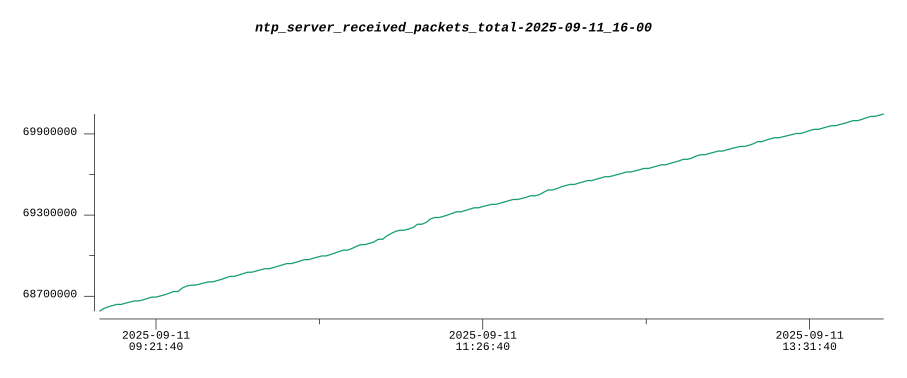 ntp_server_received_packets_total-2025-09-11_16-00
69900000
69300000
68700000
2025-09-11 2025-09-11 2025-09-11
09:21:40 11:26:40 13:31:40